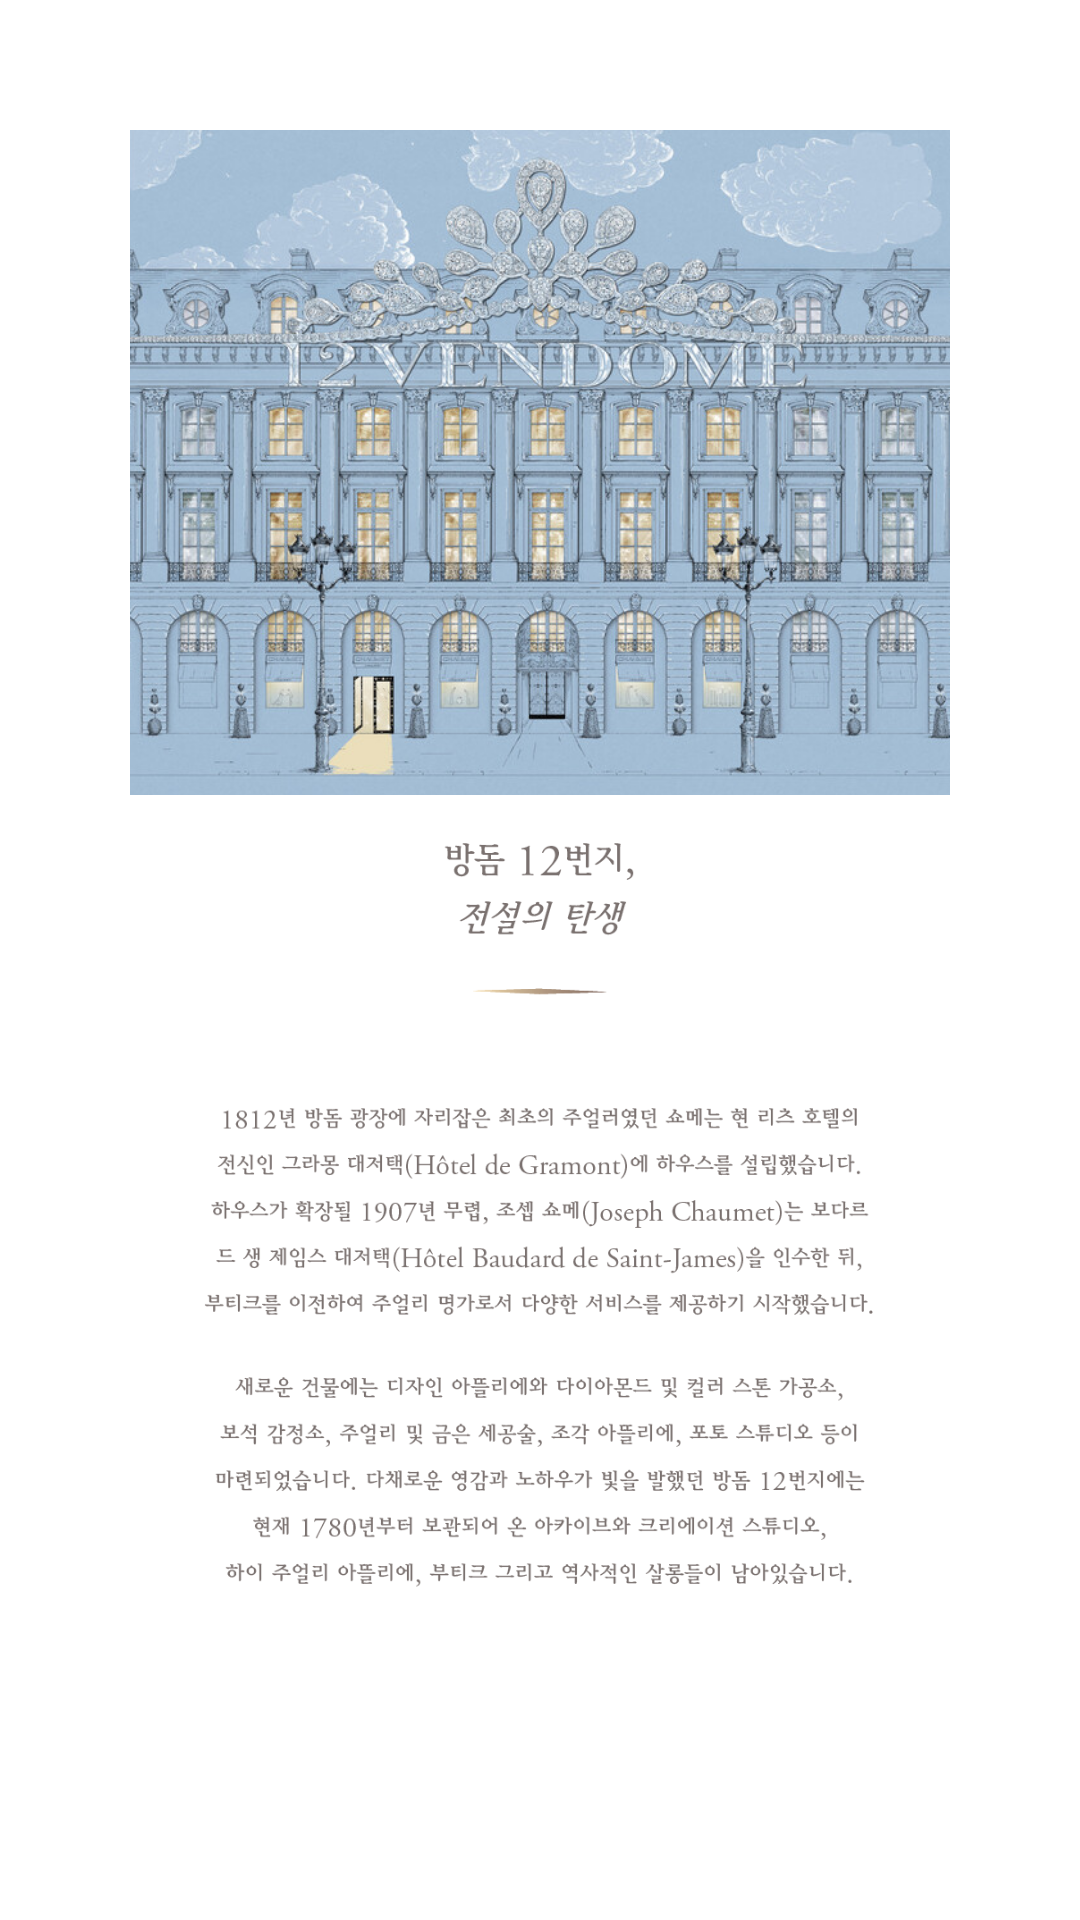 12 VENDOME
방돔 12번지,
전설의 탄생
1812년 방돔 광장에 자리잡은 최초의 주얼러였던 쇼메는 현 리츠 호텔의
전신인 그라몽 대저택(Hôtel de Gramont)에 하우스를 설립했습니다.
하우스가 확장될 1907년 무렵, 조셉 쇼메(Joseph Chaumet)는 보다르
드 생 제임스 대저택(Hôtel Baudard de Saint-James)을 인수한 뒤,
부티크를 이전하여 주얼리 명가로서 다양한 서비스를 제공하기 시작했습니다.
새로운 건물에는 디자인 아뜰리에와 다이아몬드 및 컬러 스톤 가공소,
보석 감정소, 주얼리 및 금은 세공술, 조각 아뜰리에, 포토 스튜디오 등이
마련되었습니다. 다채로운 영감과 노하우가 빛을 발했던 방돔 12번지에는
현재 1780년부터 보관되어 온 아카이브와 크리에이션 스튜디오,
하이 주얼리 아뜰리에, 부티크 그리고 역사적인 살롱들이 남아있습니다.